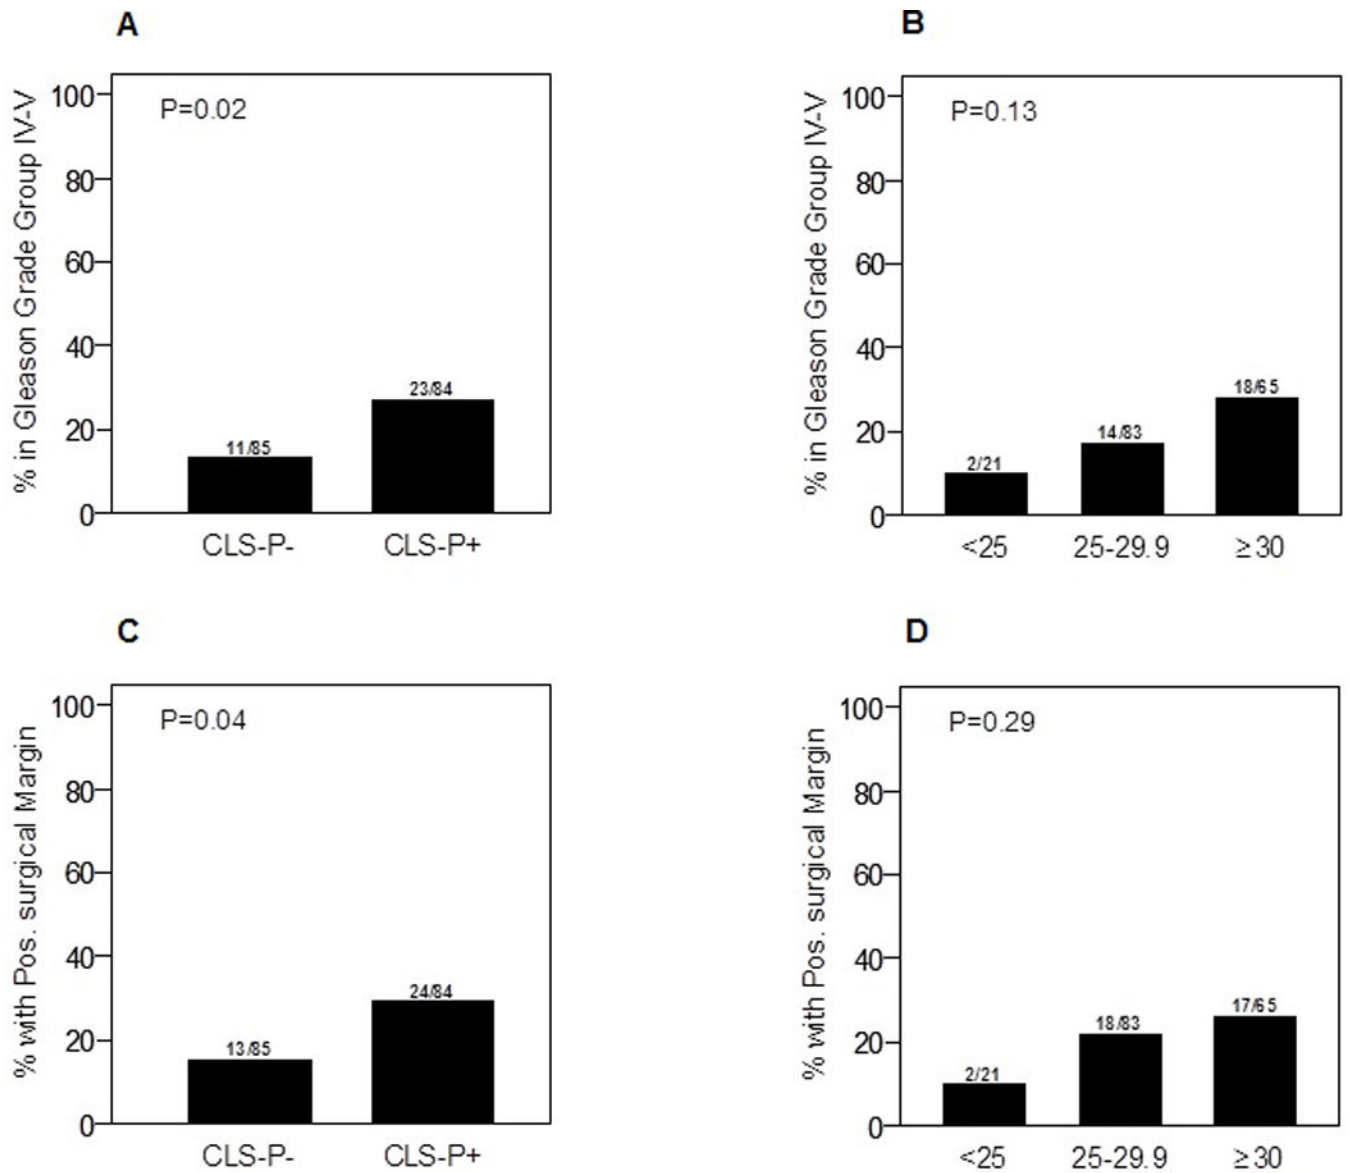 A
% in Gleason Grade Group IV-V
100
80
60
40
20
0
P=0.02
11/85
23/84
CLS-P-
CLS-P+
B
% in Gleason Grade Group IV-V
100
80
60
40
20
0
P=0.13
2/21
14/83
18/65
<25
25-29.9
≥30
C
% with Pos. surgical Margin
100
80
60
40
20
0
P=0.04
13/85
24/84
CLS-P-
CLS-P+
D
% with Pos. surgical Margin
100
80
60
40
20
0
P=0.29
2/21
18/83
17/65
<25
25-29.9
≥30